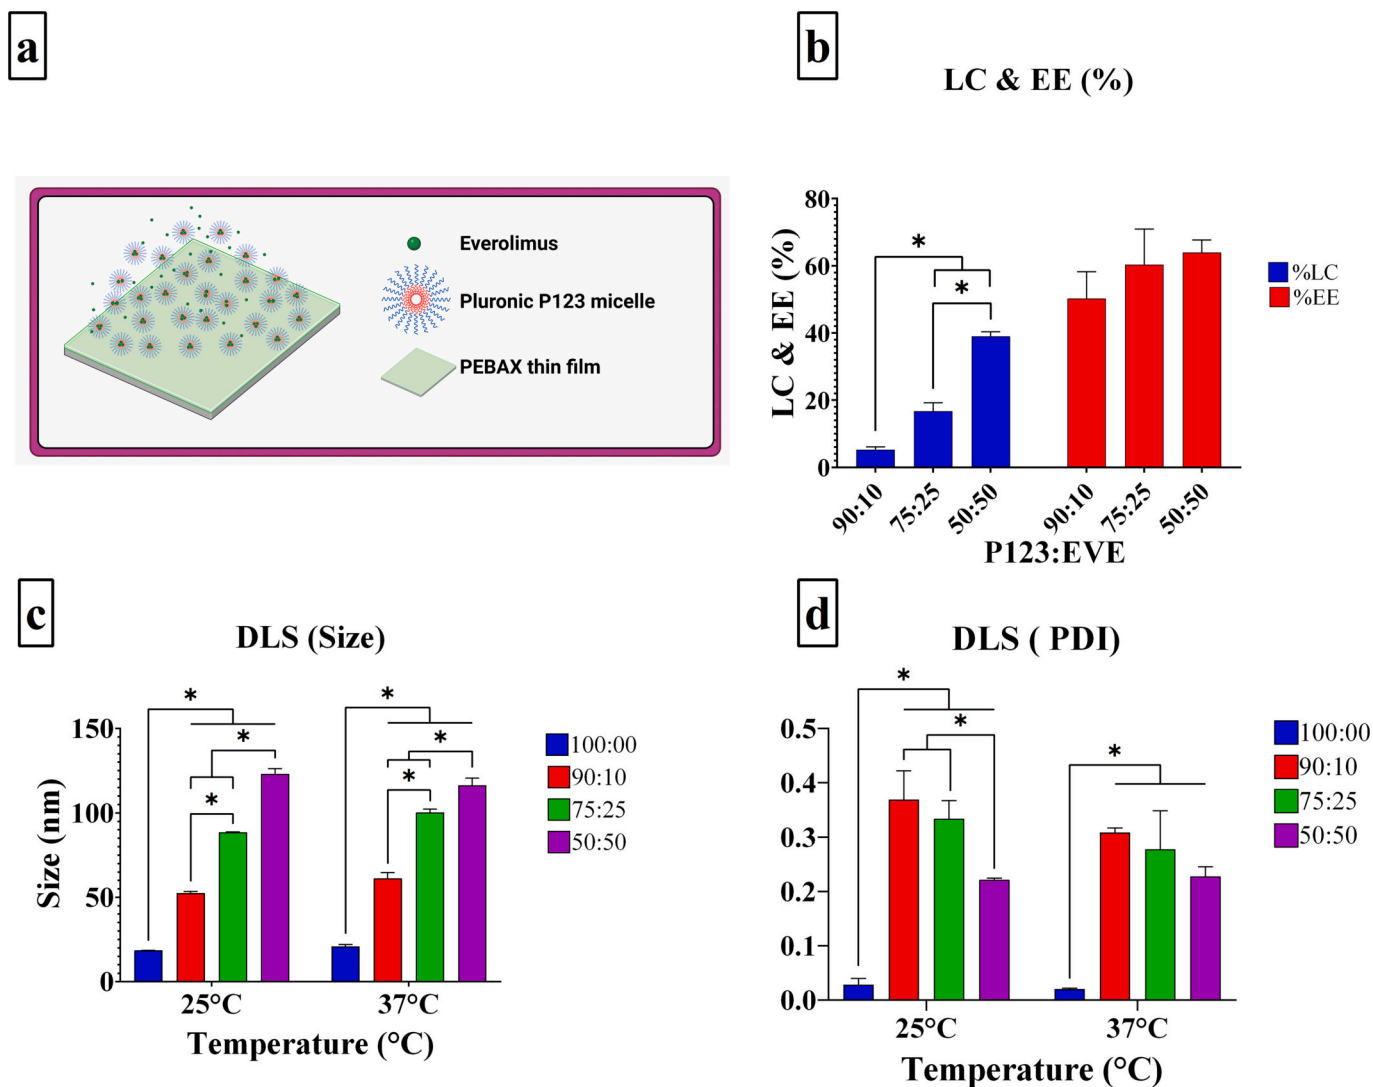 a
Everolimus
Pluronic P123 micelle
PEBAX thin film
b
LC & EE (%)
LC & EE (%)
80
60
40
20
0
*
*
90:10
75:25
50:50
90:10
75:25
50:50
P123:EVE
%LC
%EE
c
DLS (Size)
Size (nm)
150
100
50
0
*
*
*
*
*
*
25°C
37°C
Temperature (°C)
100:00
90:10
75:25
50:50
d
DLS ( PDI)
0.5
0.4
0.3
0.2
0.1
0.0
*
*
*
25°C
37°C
Temperature (°C)
100:00
90:10
75:25
50:50